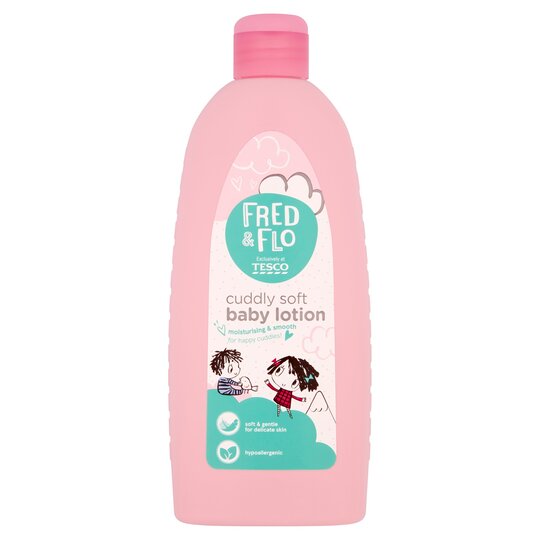 FRED
& FLO
Exclusively at
TESCO
cuddly soft
baby lotion
moisturising & smooth
for happy cuddles!
soft & gentle
for delicate skin
hypoallergenic